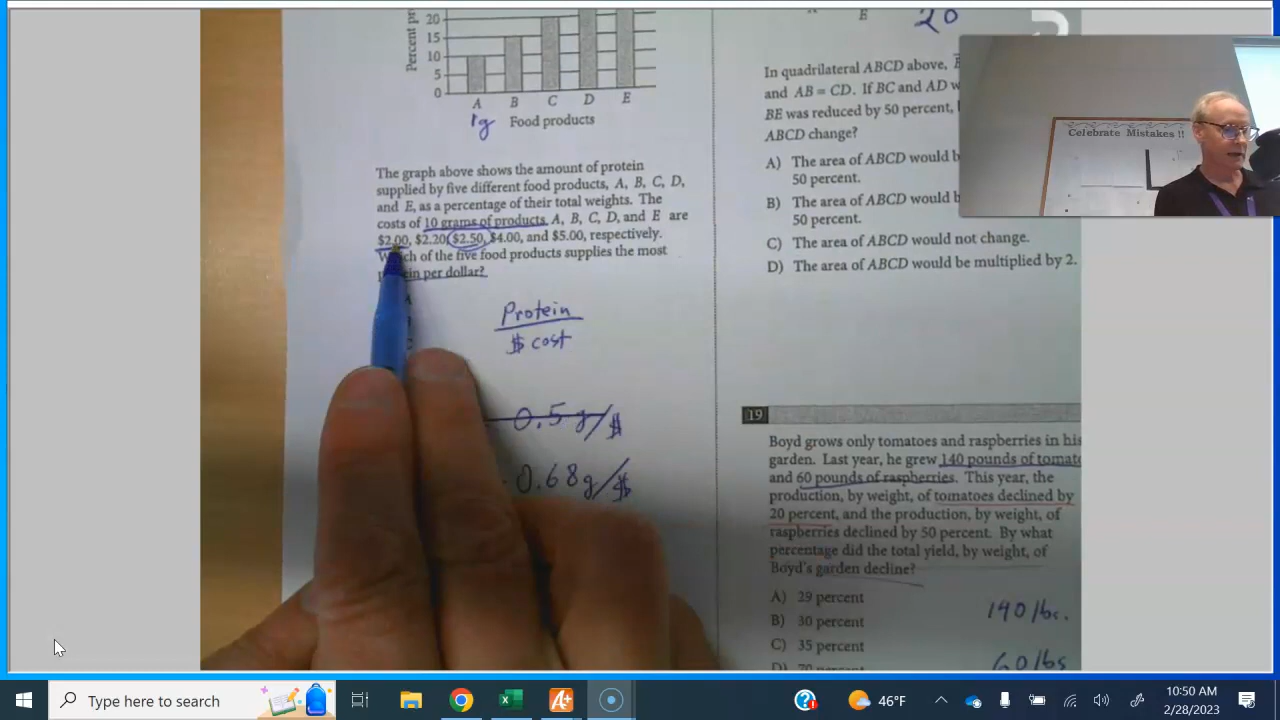 Percent pr
20
15
10
5
0
A B C D E
1g Food products
The graph above shows the amount of protein
supplied by five different food products, A, B, C, D,
and E, as a percentage of their total weights. The
costs of 10 grams of products A, B, C, D, and E are
$2.00, $2.20, $2.50, $4.00, and $5.00, respectively.
of the five food products supplies the most
per dollar?
Protein
$ cost
0.5 g/$
0.68g/$
E
20
In quadrilateral ABCD above,
and AB = CD. If BC and AD w
BE was reduced by 50 percent,
ABCD change?
A) The area of ABCD would b
50 percent.
B) The area of ABCD would b
50 percent.
C) The area of ABCD would not change.
D) The area of ABCD would be multiplied by 2.
Celebrate Mistakes !!
19
Boyd grows only tomatoes and raspberries in his
garden. Last year, he grew 140 pounds of tomato
and 60 pounds of raspberries. This year, the
production, by weight, of tomatoes declined by
20 percent, and the production, by weight, of
raspberries declined by 50 percent. By what
percentage did the total yield, by weight, of
Boyd's garden decline?
A) 29 percent
B) 30 percent
C) 35 percent
D) 70 percent
140 lbs.
60 lbs
Type here to search
46°F
10:50 AM
2/28/2023